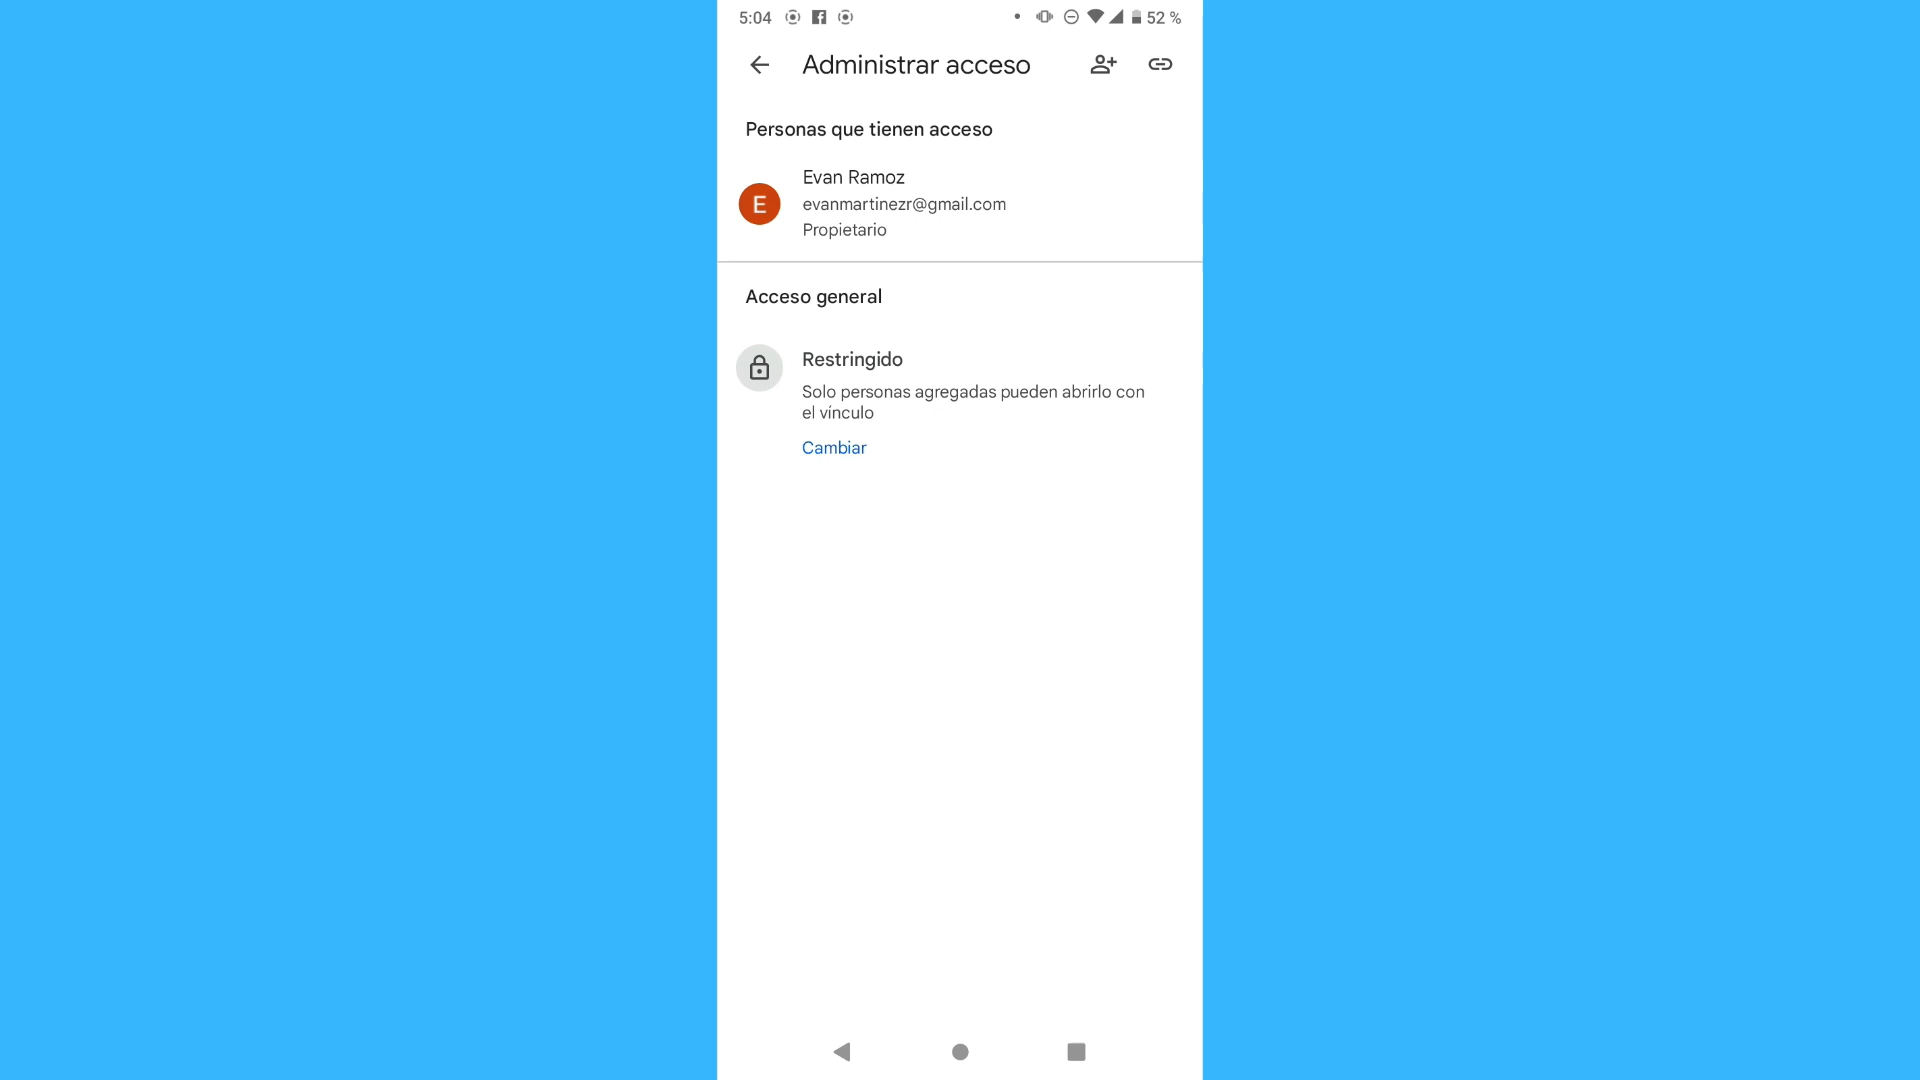 5:04
52 %
Administrar acceso
Personas que tienen acceso
E
Evan Ramoz
evanmartinezr@gmail.com
Propietario
Acceso general
Restringido
Solo personas agregadas pueden abrirlo con
el vínculo
Cambiar